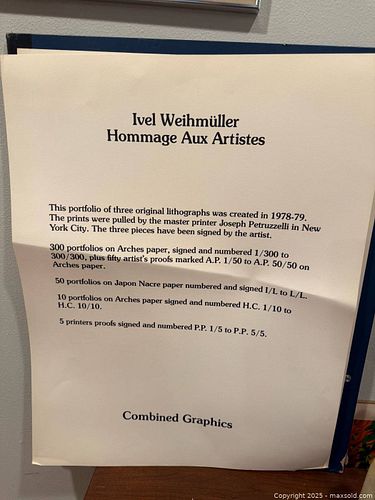 Ivel Weihmüller
Hommage Aux Artistes
This portfolio of three original lithographs was created in 1978-79.
The prints were pulled by the master printer Joseph Petruzzelli in New
York City. The three pieces have been signed by the artist.
300 portfolios on Arches paper, signed and numbered 1/300 to
300/300, plus fifty artist's proofs marked A.P. 1/50 to A.P. 50/50 on
Arches paper.
50 portfolios on Japon Nacre paper numbered and signed I/L to L/L.
10 portfolios on Arches paper signed and numbered H.C. 1/10 to
H.C. 10/10.
5 printers proofs signed and numbered P.P. 1/5 to P.P. 5/5.
Combined Graphics
Copyright 2025 - maxsold.com